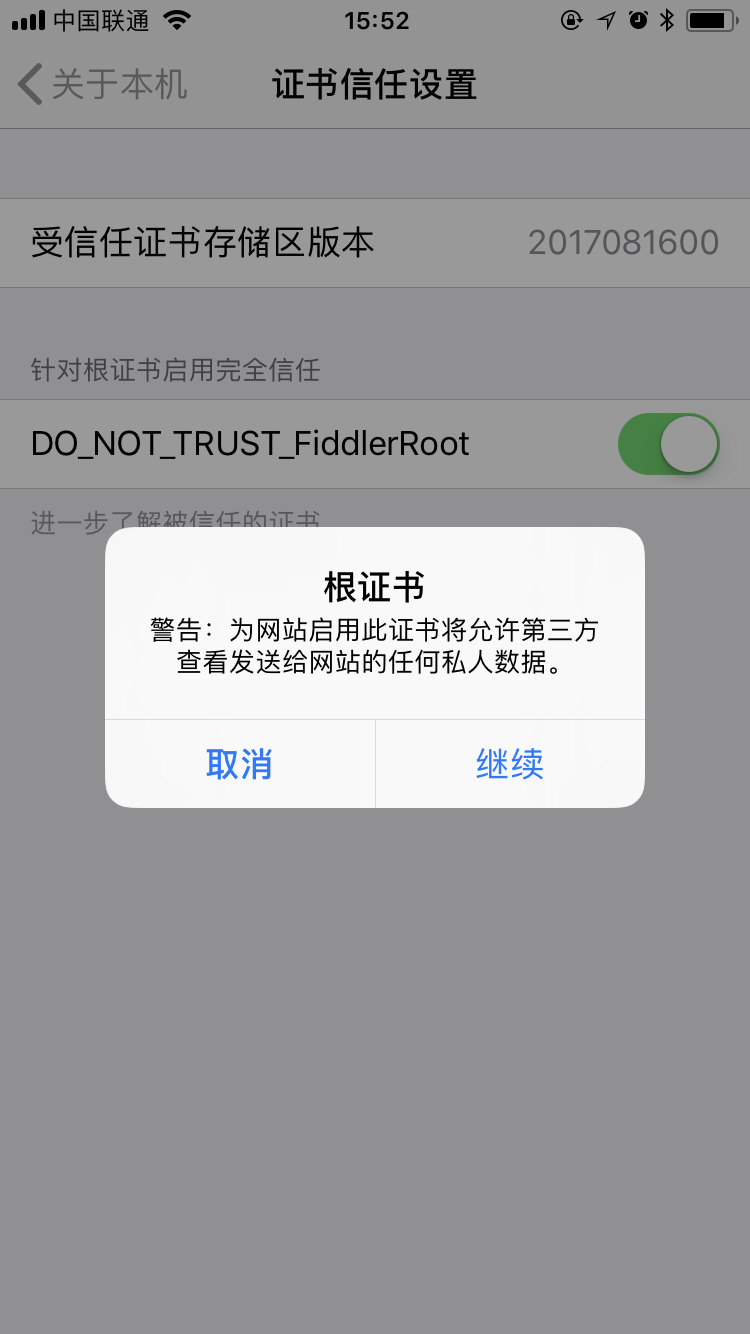 中国联通 15:52
关于本机 证书信任设置
受信任证书存储区版本 2017081600
针对根证书启用完全信任
DO_NOT_TRUST_FiddlerRoot
进一步了解被信任的证书
根证书
警告：为网站启用此证书将允许第三方
查看发送给网站的任何私人数据。
取消 继续